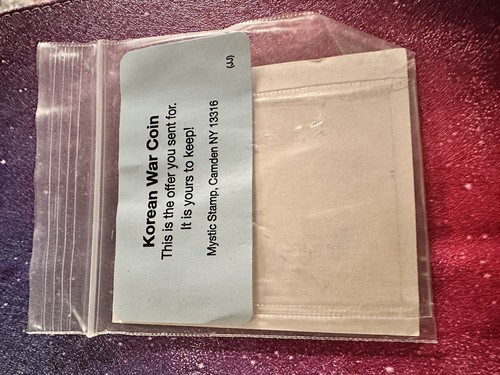 Korean War Coin
This is the offer you sent for.
It is yours to keep!
Mystic Stamp, Camden NY 13316
(JJ)